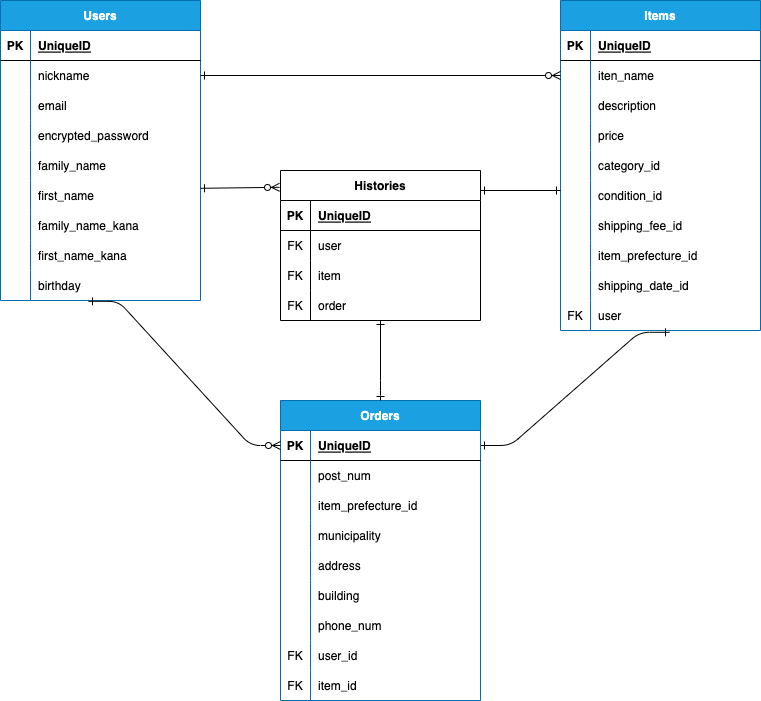 Users
PK UniqueID
nickname
email
encrypted_password
family_name
first_name
family_name_kana
first_name_kana
birthday
Items
PK UniqueID
iten_name
description
price
category_id
condition_id
shipping_fee_id
item_prefecture_id
shipping_date_id
FK user
Histories
PK UniqueID
FK user
FK item
FK order
Orders
PK UniqueID
post_num
item_prefecture_id
municipality
address
building
phone_num
FK user_id
FK item_id